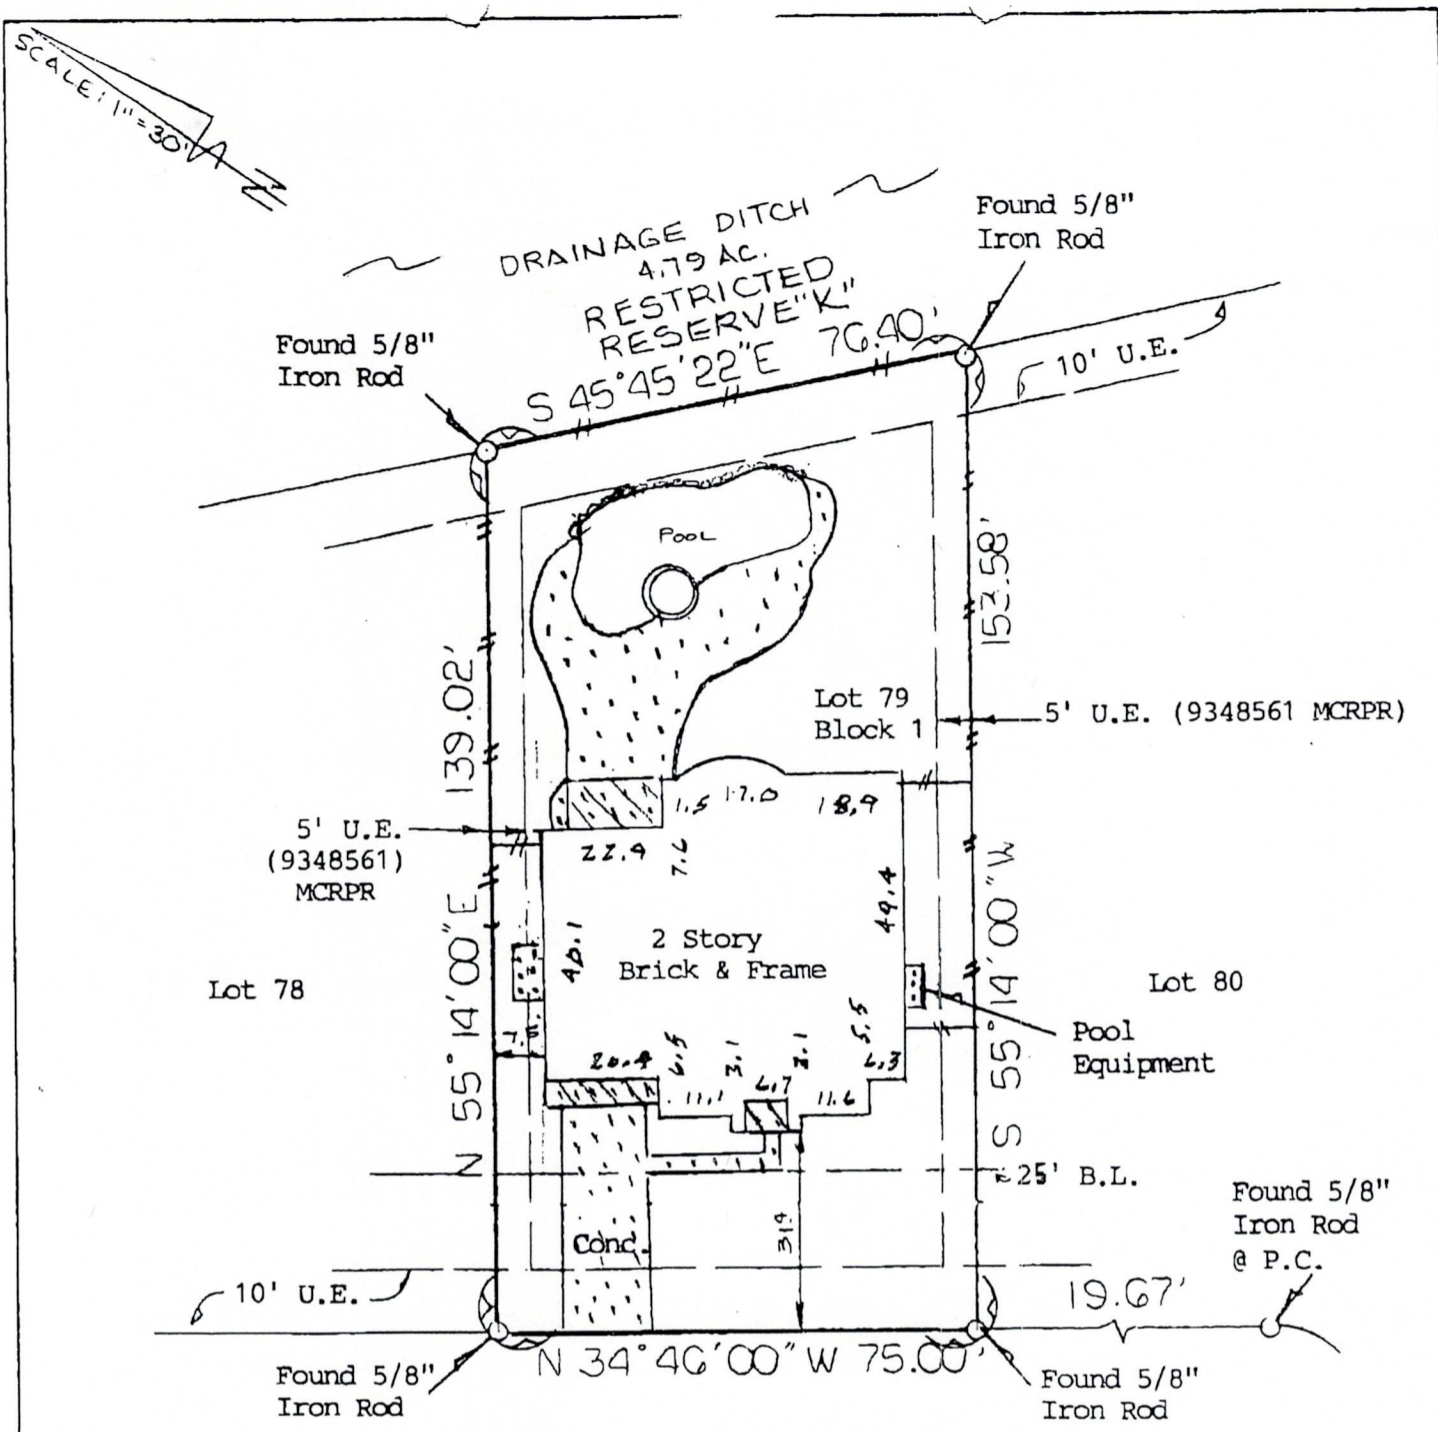 SCALE: 1"=30'
N
DRAINAGE DITCH
4.79 AC.
RESTRICTED
RESERVE "K"
S 45°45'22"E 76.40'
Found 5/8"
Iron Rod
Found 5/8"
Iron Rod
10' U.E.
POOL
153.58'
139.02'
Lot 79
Block 1
5' U.E. (9348561 MCRPR)
5' U.E.
(9348561)
MCRPR
1.5
17.0
18.9
22.9
7.6
49.4
40.1
2 Story
Brick & Frame
N 55°14'00"E
S 55°14'00"W
Lot 78
Lot 80
Pool
Equipment
20.4
6.5
3.1
3.1
5.5
6.3
11.1
6.7
11.6
25' B.L.
Found 5/8"
Iron Rod
@ P.C.
Conc.
10' U.E.
19.67'
N 34°46'00"W 75.00'
Found 5/8"
Iron Rod
Found 5/8"
Iron Rod